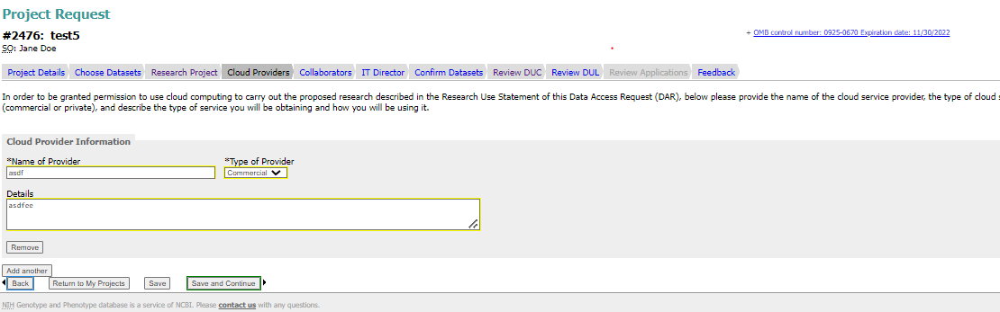 Project Request
#2476: test5
+ OMB control number: 0925-0670 Expiration date: 11/30/2022
SO: Jane Doe
Project Details Choose Datasets Research Project Cloud Providers Collaborators IT Director Confirm Datasets Review DUC Review DUL Review Applications Feedback
In order to be granted permission to use cloud computing to carry out the proposed research described in the Research Use Statement of this Data Access Request (DAR), below please provide the name of the cloud service provider, the type of cloud s
(commercial or private), and describe the type of service you will be obtaining and how you will be using it.
Cloud Provider Information
*Name of Provider *Type of Provider
asdf Commercial
Details
asdfee
Remove
Add another
Back Return to My Projects Save Save and Continue
NIH Genotype and Phenotype database is a service of NCBI. Please contact us with any questions.